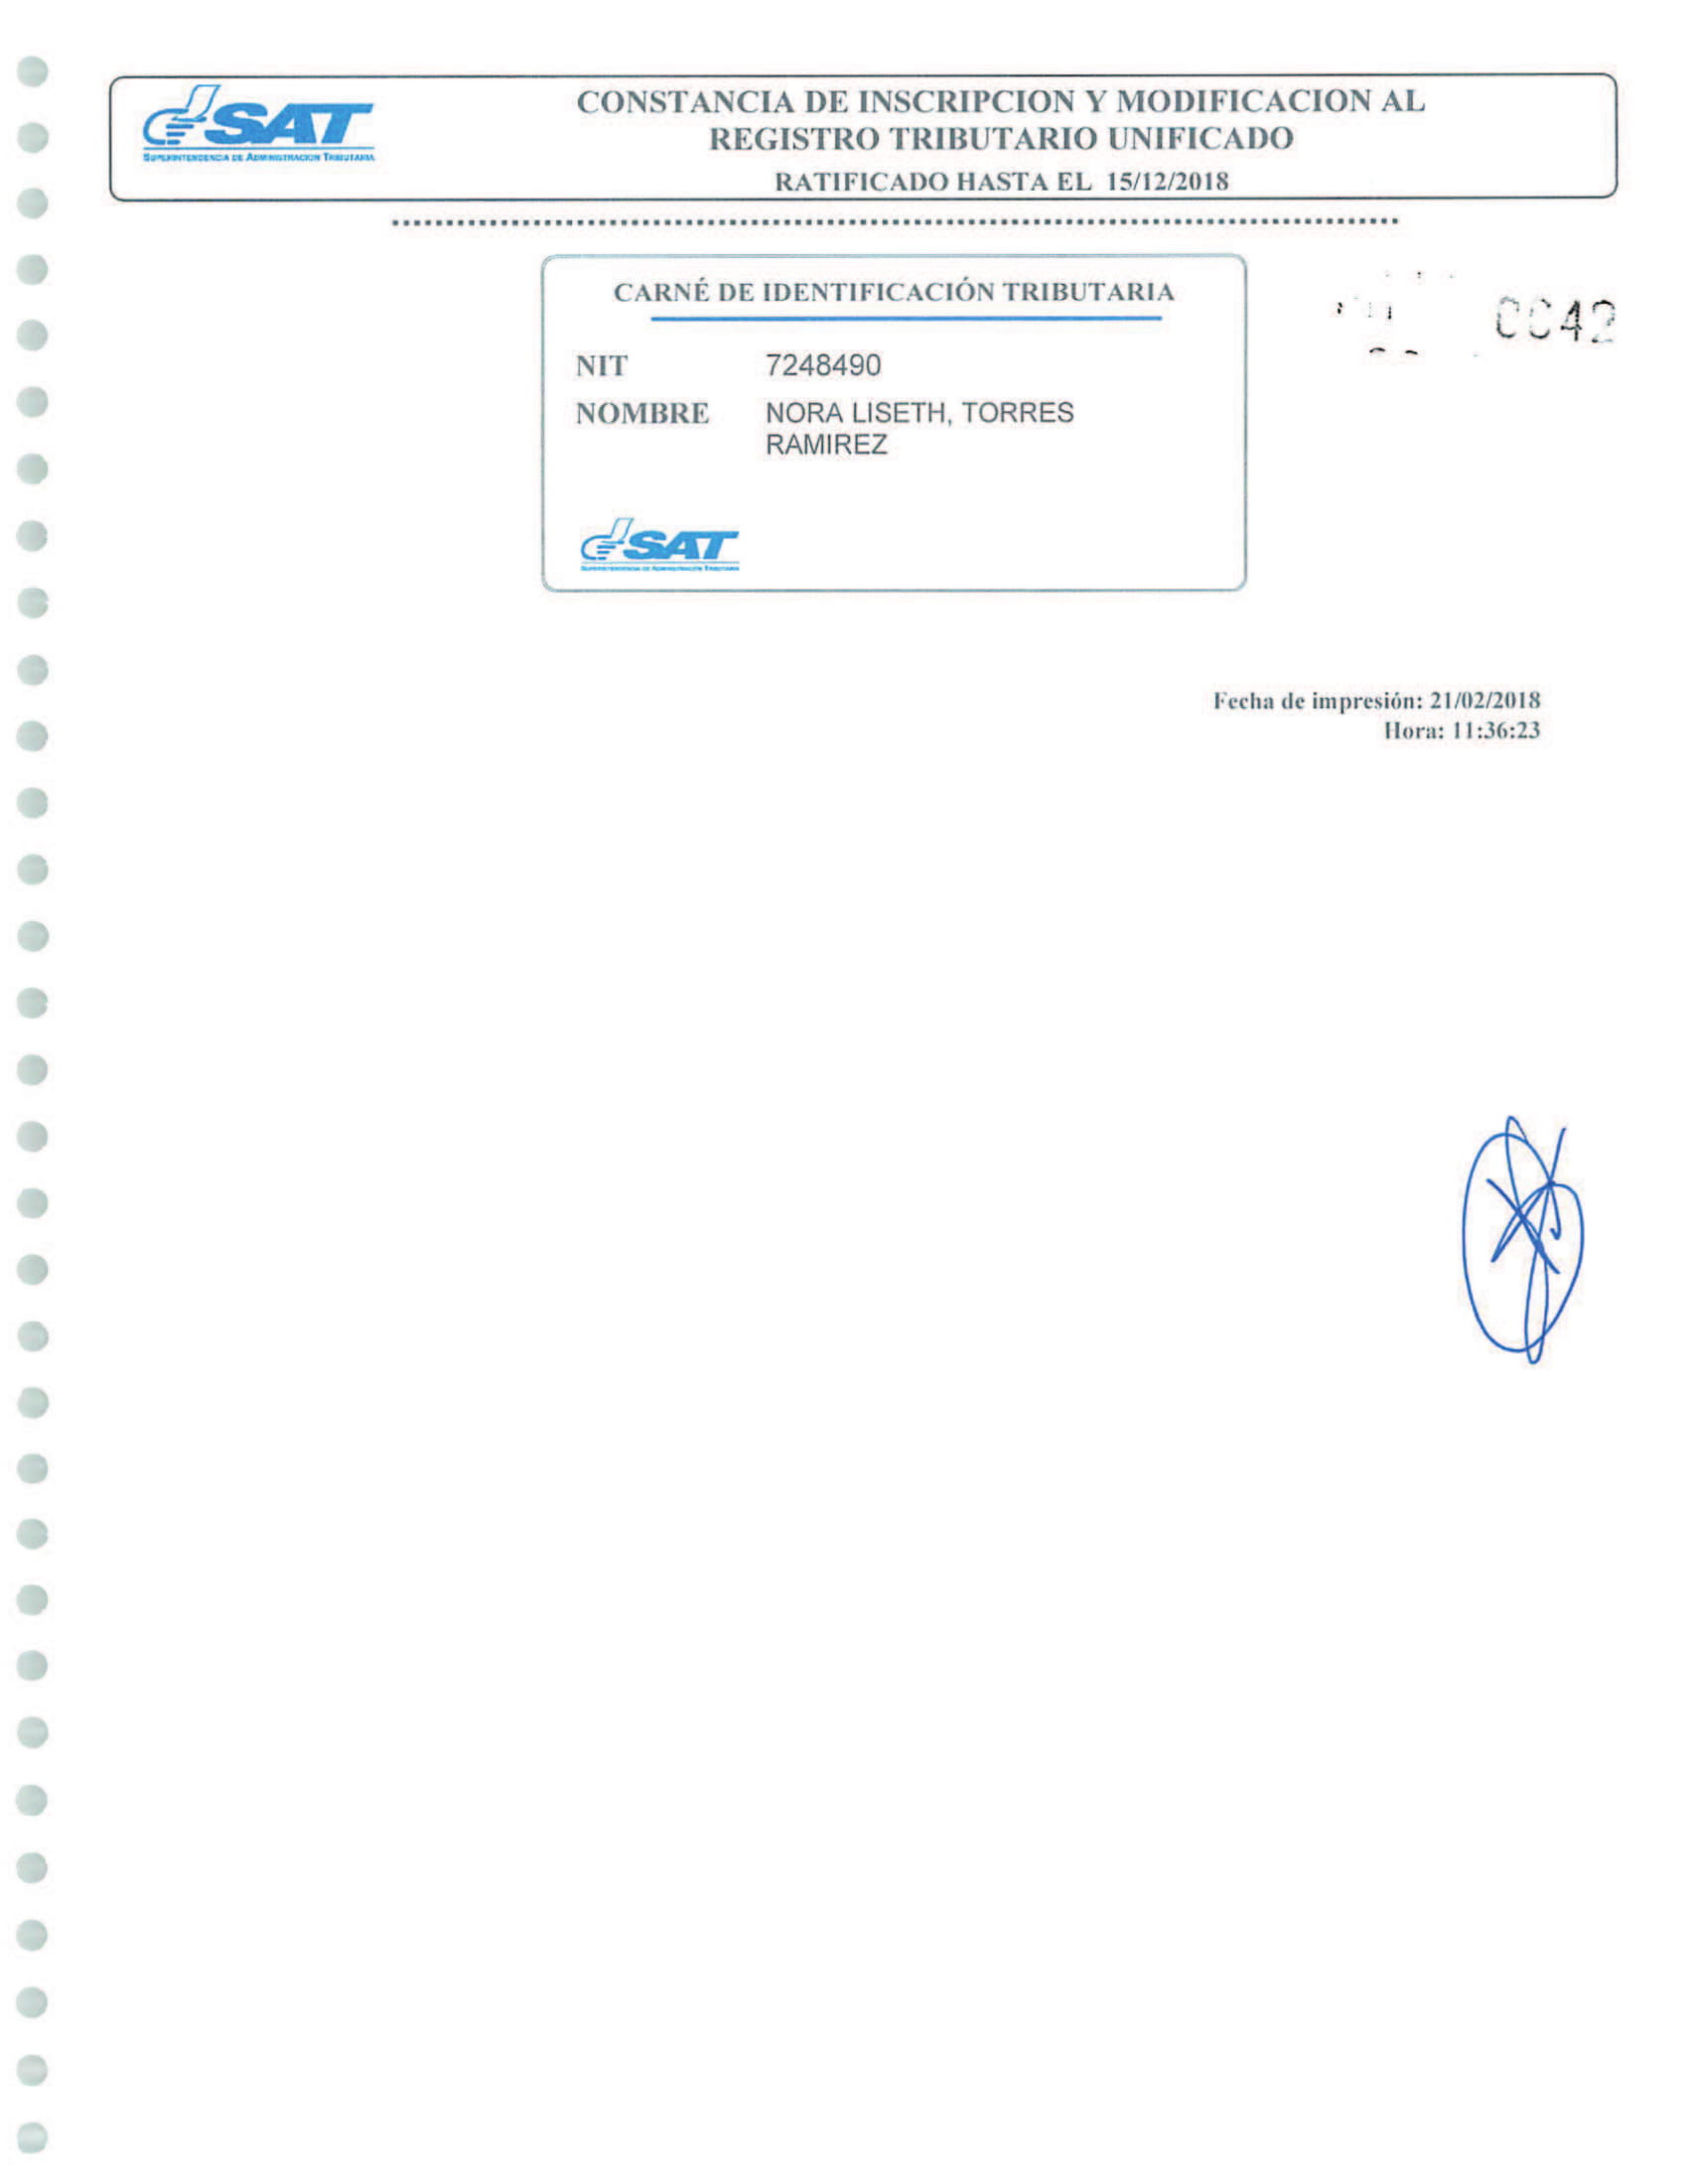 SAT
SUPERINTENDENCIA DE ADMINISTRACION TRIBUTARIA
CONSTANCIA DE INSCRIPCION Y MODIFICACION AL
REGISTRO TRIBUTARIO UNIFICADO
RATIFICADO HASTA EL 15/12/2018
CARNÉ DE IDENTIFICACIÓN TRIBUTARIA
NIT 7248490
NOMBRE NORA LISETH, TORRES
RAMIREZ
SAT
SUPERINTENDENCIA DE ADMINISTRACION TRIBUTARIA
0042
Fecha de impresión: 21/02/2018
Hora: 11:36:23